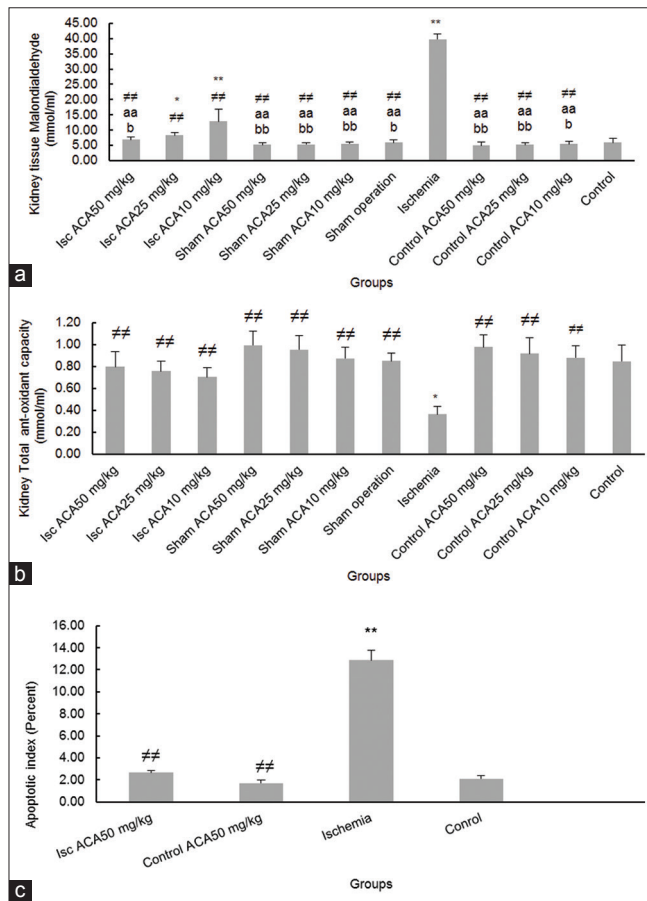 45.00
40.00
35.00
30.00
25.00
20.00
15.00
10.00
5.00
0.00
Kidney tissue Malondialdehyde
(mmol/ml)
**
** 
*
≠≠ ≠≠ ≠≠ ≠≠ ≠≠ ≠≠ ≠≠ ≠≠
aa ≠≠ ≠≠ aa aa aa aa aa aa aa
b bb bb bb b bb bb b
Isc ACA50 mg/kg
Isc ACA25 mg/kg
Isc ACA10 mg/kg
Sham ACA50 mg/kg
Sham ACA25 mg/kg
Sham ACA10 mg/kg
Sham operation
Ischemia
Control ACA50 mg/kg
Control ACA25 mg/kg
Control ACA10 mg/kg
Control
Groups
a
1.20
1.00
0.80
0.60
0.40
0.20
0.00
Kidney Total ant-oxidant capacity
(mmol/ml)
≠≠ ≠≠ ≠≠ ≠≠ ≠≠ ≠≠ ≠≠ * ≠≠ ≠≠ ≠≠
Isc ACA50 mg/kg
Isc ACA25 mg/kg
Isc ACA10 mg/kg
Sham ACA50 mg/kg
Sham ACA25 mg/kg
Sham ACA10 mg/kg
Sham operation
Ischemia
Control ACA50 mg/kg
Control ACA25 mg/kg
Control ACA10 mg/kg
Control
Groups
b
16.00
14.00
12.00
10.00
8.00
6.00
4.00
2.00
0.00
Apoptotic index (Percent)
≠≠ ≠≠ **
Isc ACA50 mg/kg
Control ACA50 mg/kg
Ischemia
Conrol
Groups
c